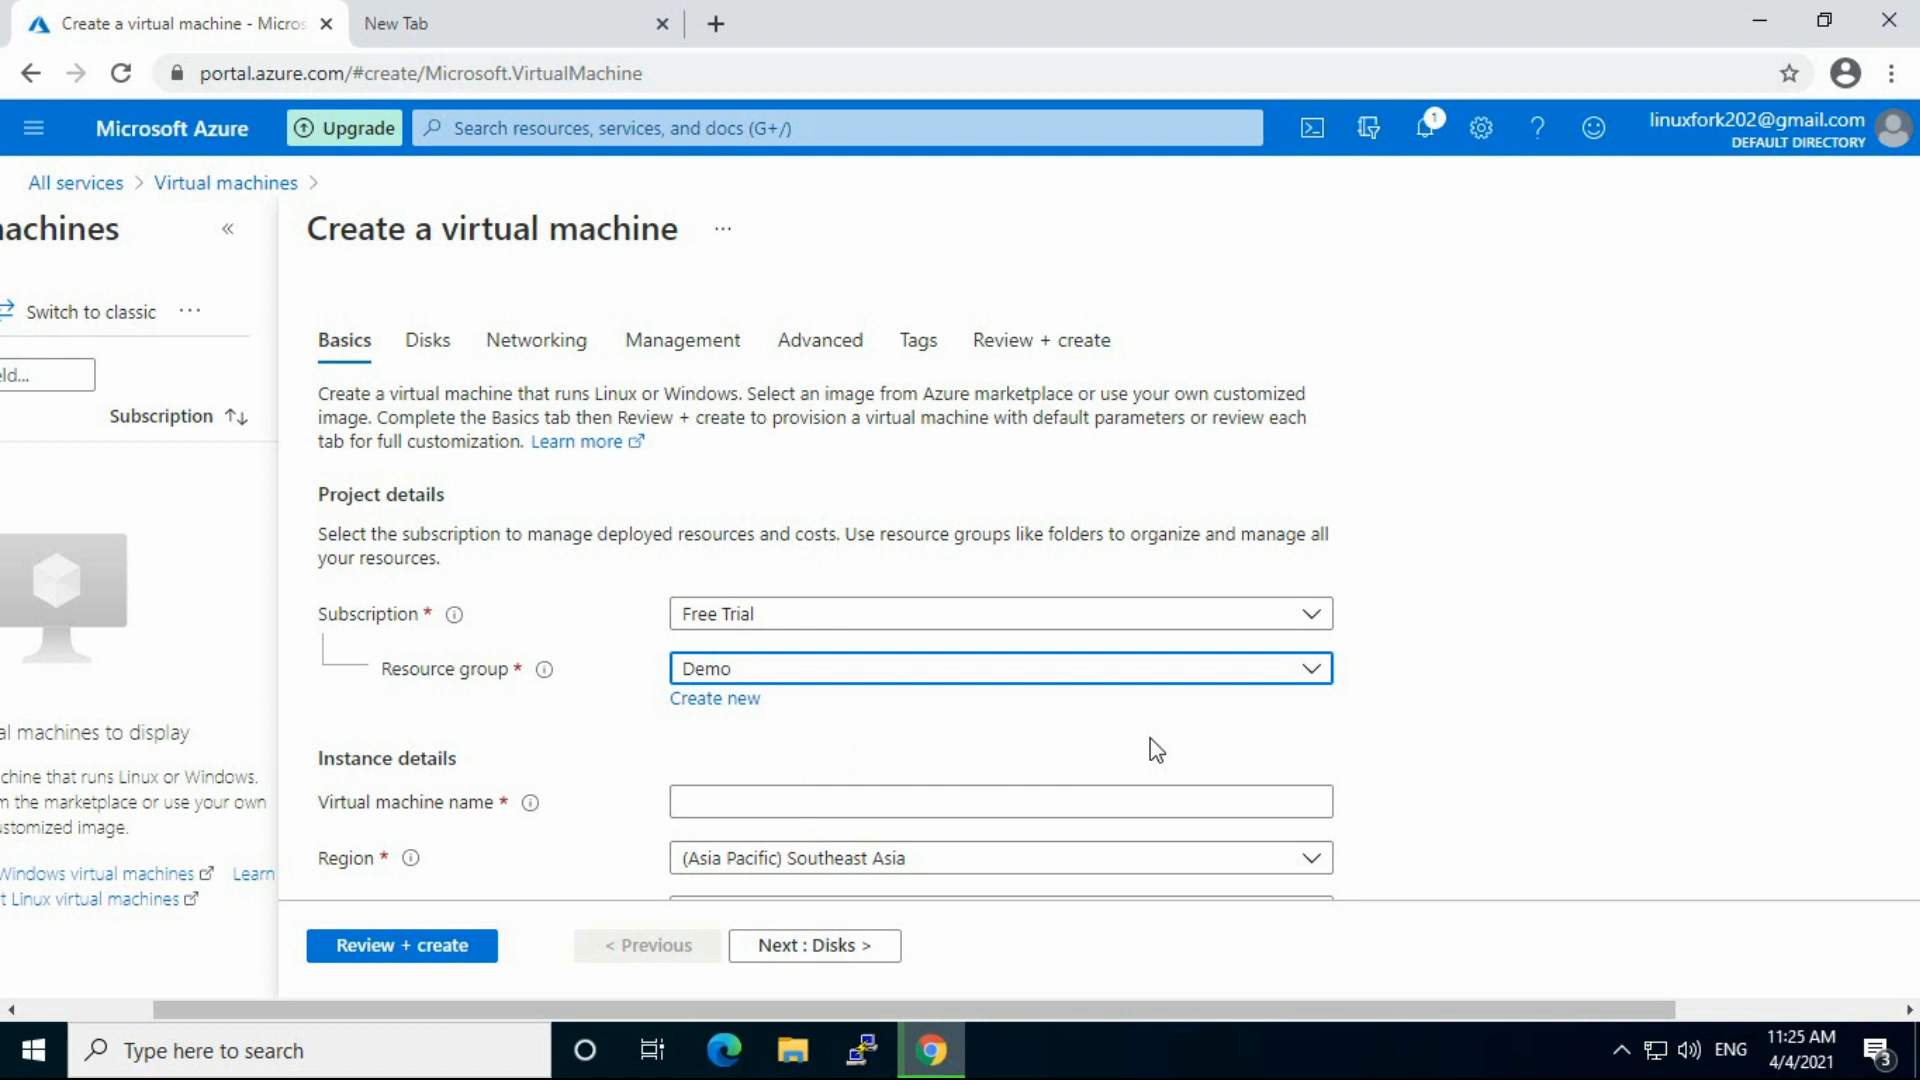 Create a virtual machine - Micros
New Tab
portal.azure.com/#create/Microsoft.VirtualMachine
Microsoft Azure
Upgrade
Search resources, services, and docs (G+/)
1
linuxfork202@gmail.com
DEFAULT DIRECTORY
All services > Virtual machines >
achines
«
Create a virtual machine
...
Switch to classic
...
Basics
Disks
Networking
Management
Advanced
Tags
Review + create
eld...
Create a virtual machine that runs Linux or Windows. Select an image from Azure marketplace or use your own customized
image. Complete the Basics tab then Review + create to provision a virtual machine with default parameters or review each
tab for full customization. Learn more
Subscription
Project details
Select the subscription to manage deployed resources and costs. Use resource groups like folders to organize and manage all
your resources.
Subscription *
Free Trial
Resource group *
Demo
Create new
al machines to display
chine that runs Linux or Windows.
m the marketplace or use your own
ustomized image.
Windows virtual machines
Learn
t Linux virtual machines
Instance details
Virtual machine name *
Region *
(Asia Pacific) Southeast Asia
Review + create
< Previous
Next : Disks >
Type here to search
ENG
11:25 AM
4/4/2021
3